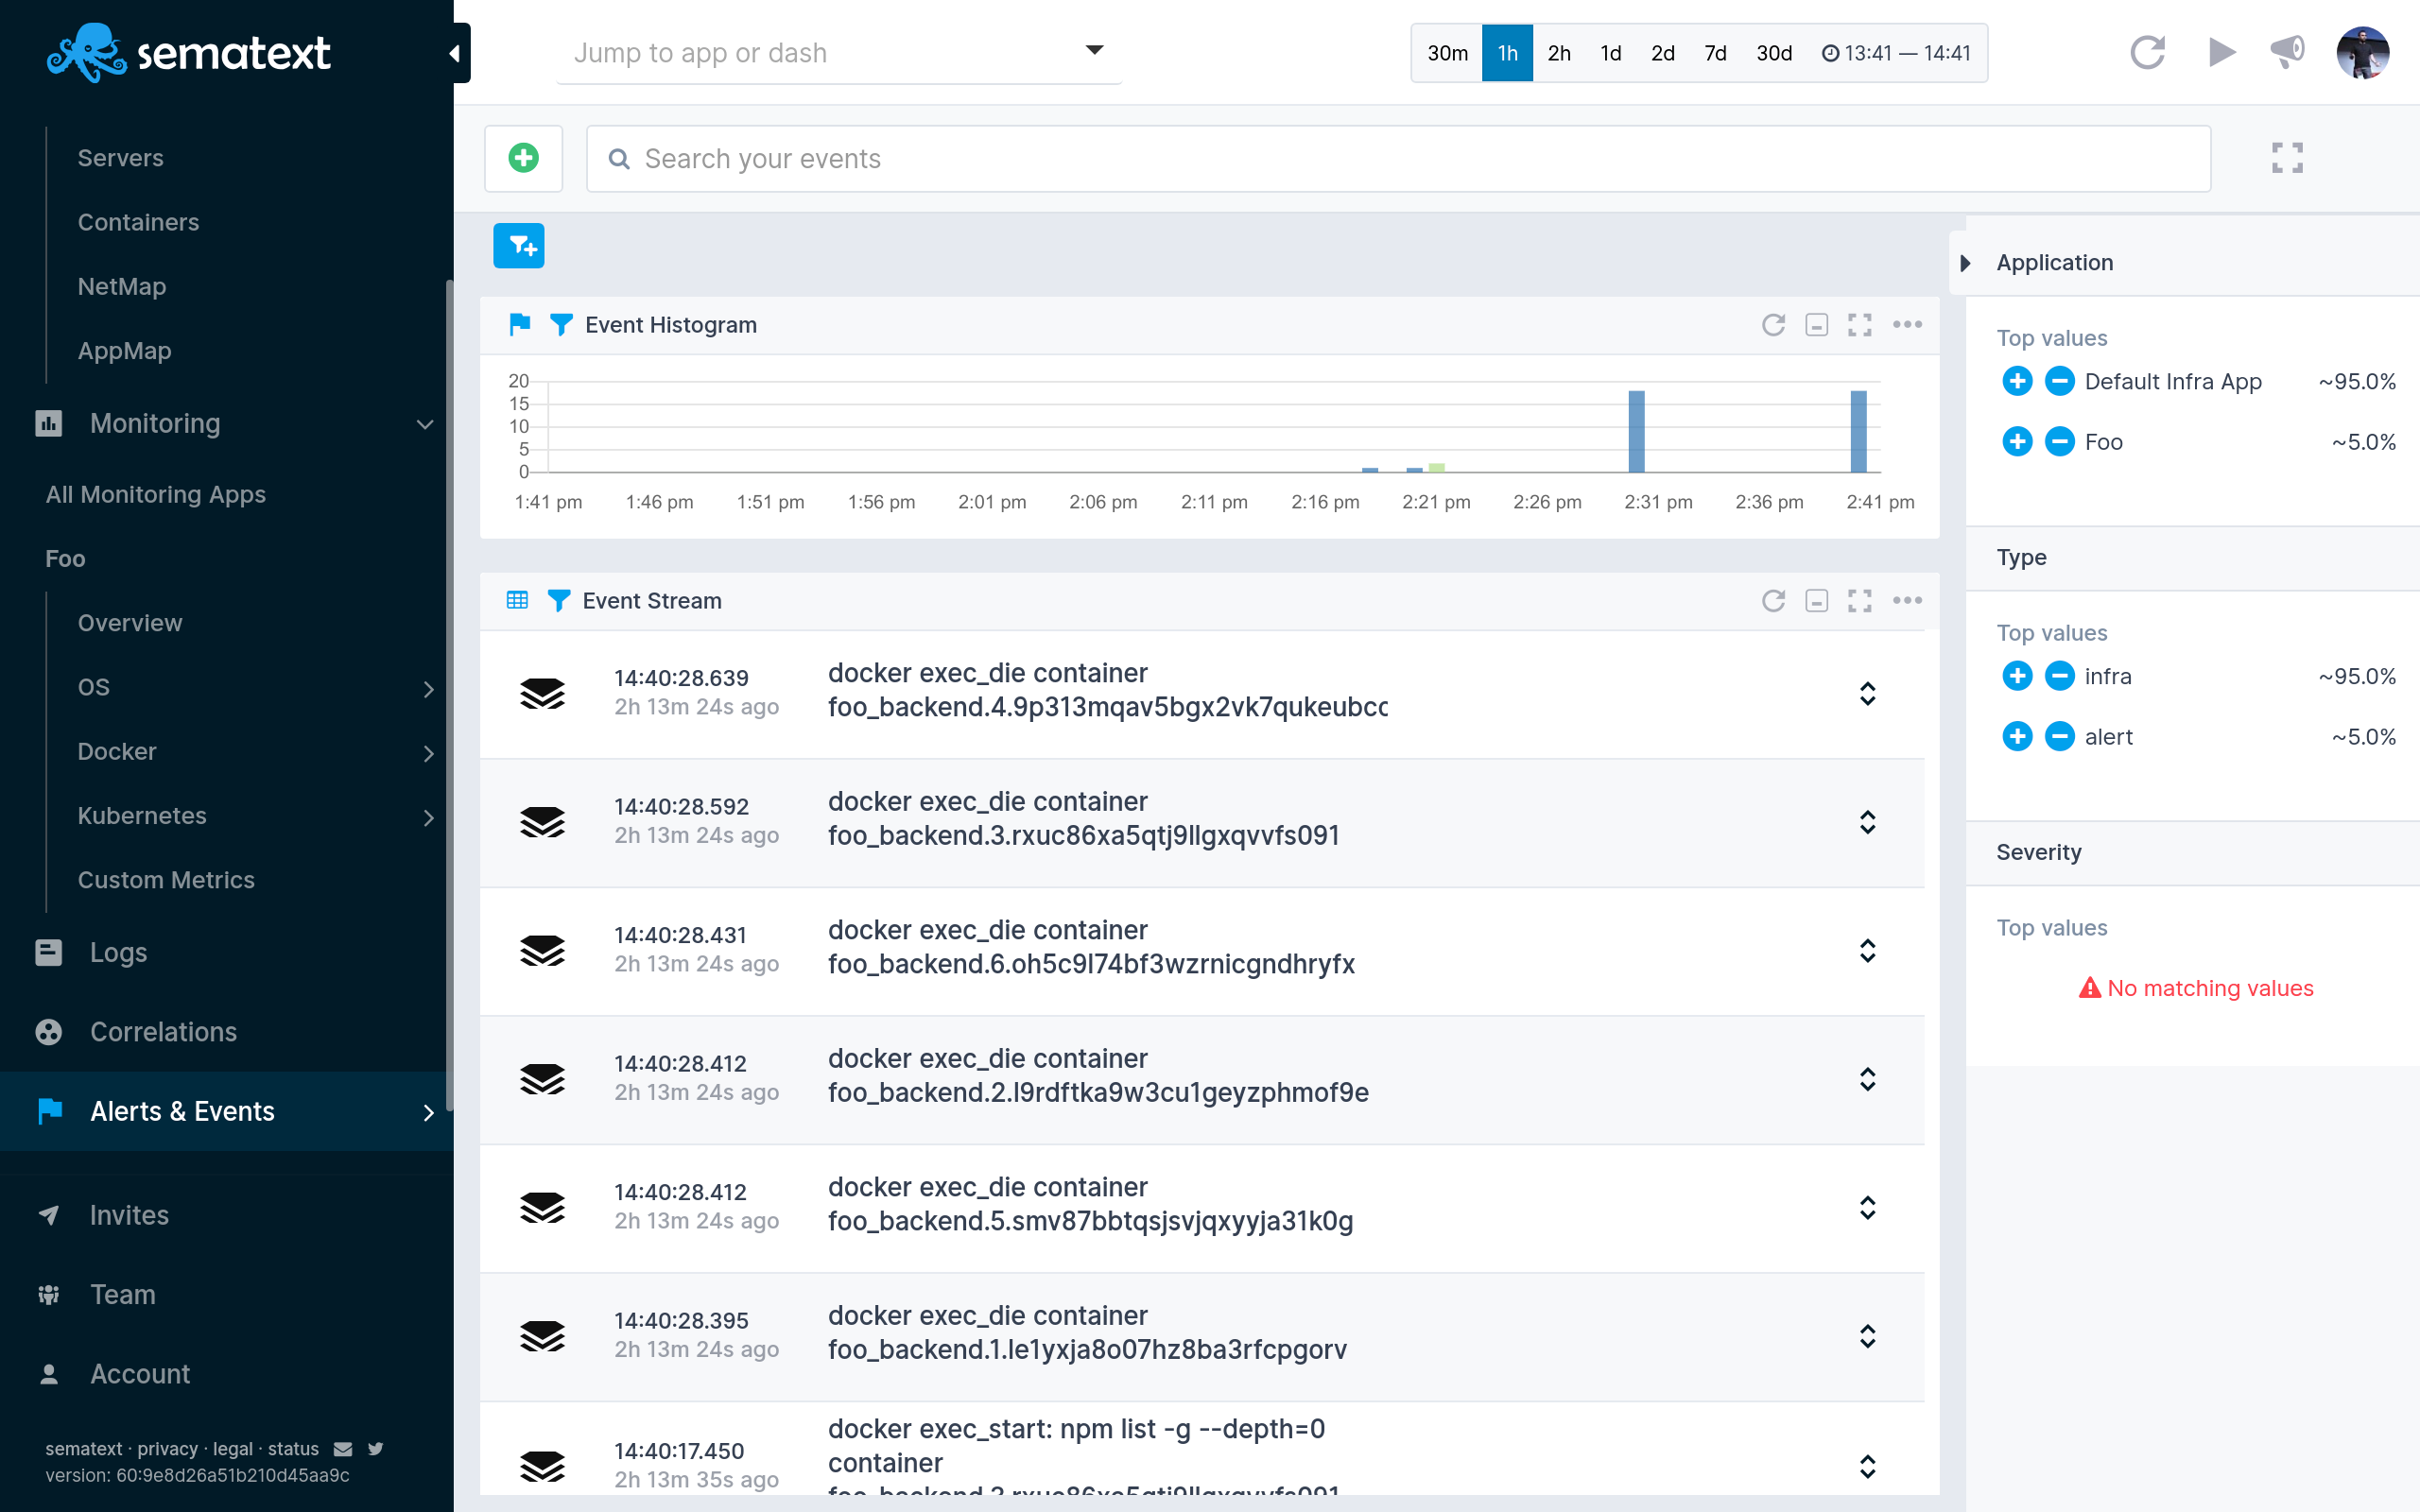 sematext
Servers
Containers
NetMap
AppMap
Monitoring
All Monitoring Apps
Foo
Overview
OS
Docker
Kubernetes
Custom Metrics
Logs
Correlations
Alerts & Events
Invites
Team
Account
sematext · privacy · legal · status
version: 60:9e8d26a51b210d45aa9c
Jump to app or dash
30m 1h 2h 1d 2d 7d 30d 13:41 — 14:41
Search your events
Event Histogram
20
15
10
5
0
1:41 pm 1:46 pm 1:51 pm 1:56 pm 2:01 pm 2:06 pm 2:11 pm 2:16 pm 2:21 pm 2:26 pm 2:31 pm 2:36 pm 2:41 pm
Event Stream
14:40:28.639
2h 13m 24s ago
docker exec_die container
foo_backend.4.9p313mqav5bgx2vk7qukeubcc
14:40:28.592
2h 13m 24s ago
docker exec_die container
foo_backend.3.rxuc86xa5qtj9llgxqvvfs091
14:40:28.431
2h 13m 24s ago
docker exec_die container
foo_backend.6.oh5c9l74bf3wzrnicgndhryfx
14:40:28.412
2h 13m 24s ago
docker exec_die container
foo_backend.2.l9rdftka9w3cu1geyzphmof9e
14:40:28.412
2h 13m 24s ago
docker exec_die container
foo_backend.5.smv87bbtqsjsvjqxyyja31k0g
14:40:28.395
2h 13m 24s ago
docker exec_die container
foo_backend.1.le1yxja8o07hz8ba3rfcpgorv
14:40:17.450
2h 13m 35s ago
docker exec_start: npm list -g --depth=0
container
foo_backend.3.rxuc86xa5qtj9llgxqvvfs091
Application
Top values
Default Infra App ~95.0%
Foo ~5.0%
Type
Top values
infra ~95.0%
alert ~5.0%
Severity
Top values
No matching values